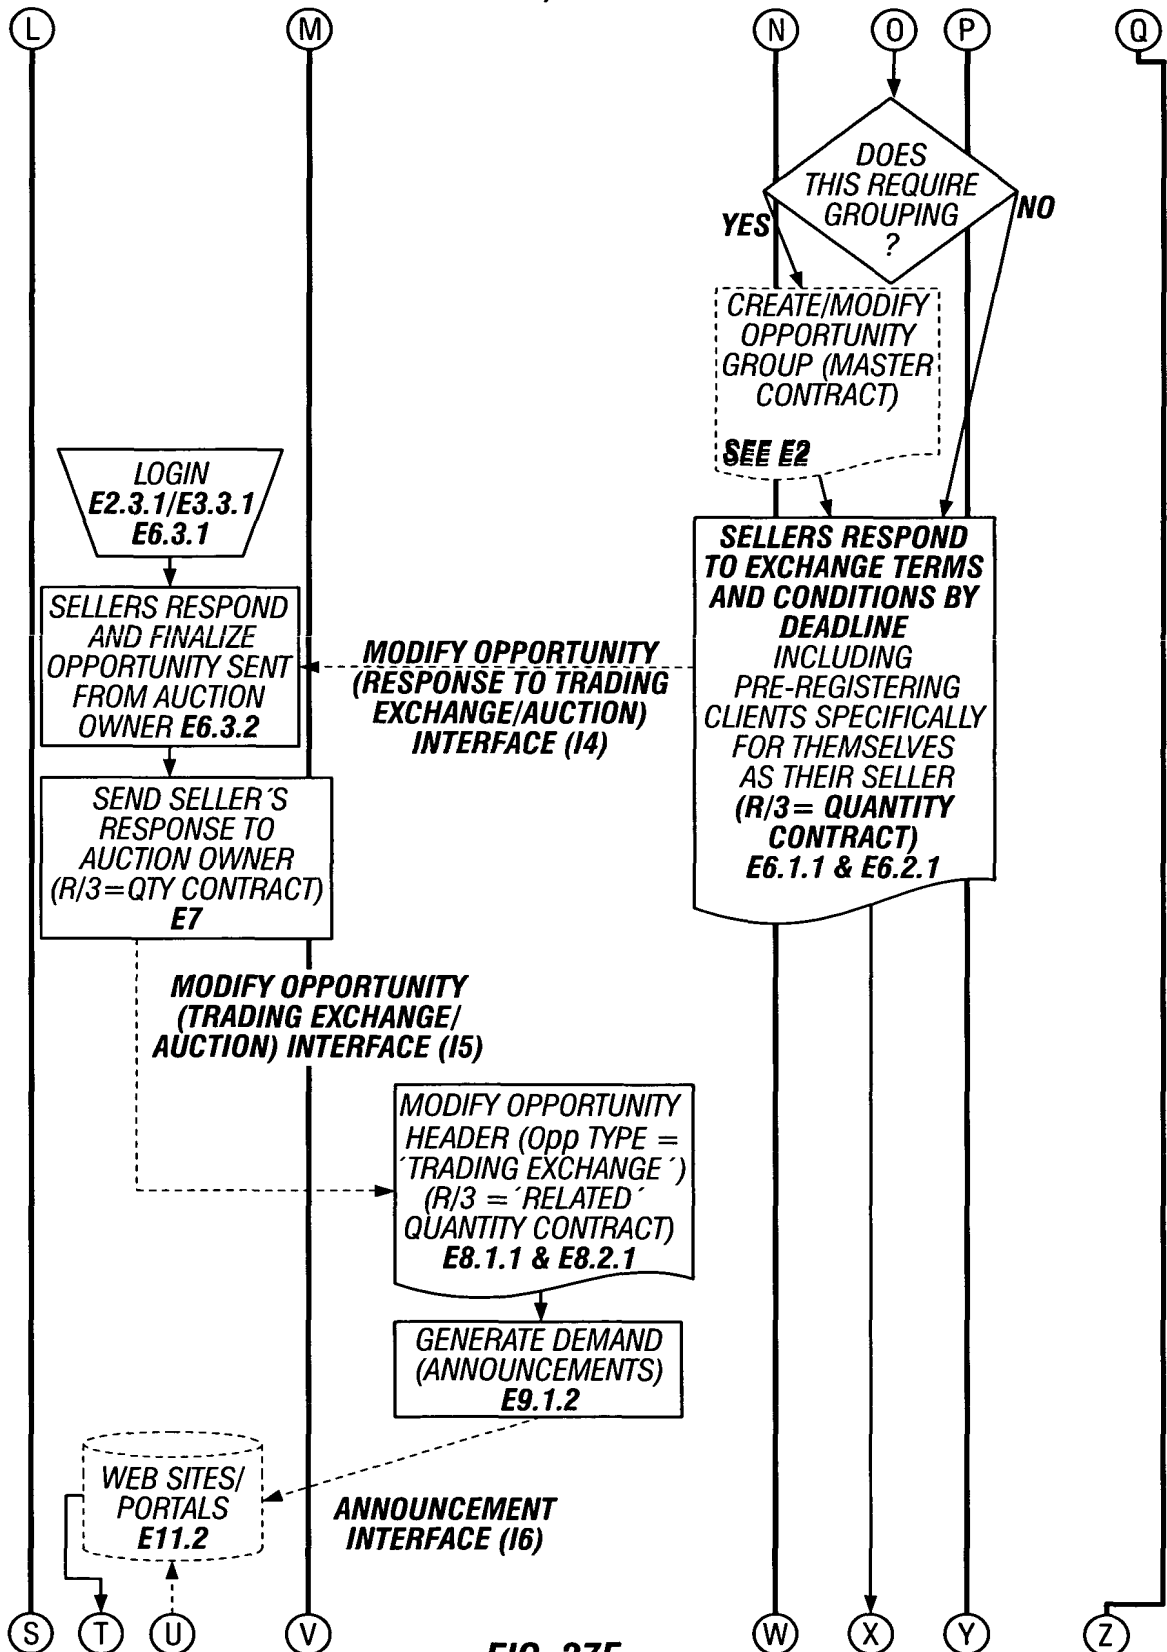 L
M
N
O
P
Q
DOES
THIS REQUIRE
GROUPING
?
YES
NO
CREATE/MODIFY
OPPORTUNITY
GROUP (MASTER
CONTRACT)
SEE E2
LOGIN
E2.3.1/E3.3.1
E6.3.1
SELLERS RESPOND
AND FINALIZE
OPPORTUNITY SENT
FROM AUCTION
OWNER E6.3.2
MODIFY OPPORTUNITY
(RESPONSE TO TRADING
EXCHANGE/AUCTION)
INTERFACE (I4)
SELLERS RESPOND
TO EXCHANGE TERMS
AND CONDITIONS BY
DEADLINE
INCLUDING
PRE-REGISTERING
CLIENTS SPECIFICALLY
FOR THEMSELVES
AS THEIR SELLER
(R/3= QUANTITY
CONTRACT)
E6.1.1 & E6.2.1
SEND SELLER´S
RESPONSE TO
AUCTION OWNER
(R/3=QTY CONTRACT)
E7
MODIFY OPPORTUNITY
(TRADING EXCHANGE/
AUCTION) INTERFACE (I5)
MODIFY OPPORTUNITY
HEADER (Opp TYPE =
´TRADING EXCHANGE´)
(R/3 =´RELATED´
QUANTITY CONTRACT)
E8.1.1 & E8.2.1
GENERATE DEMAND
(ANNOUNCEMENTS)
E9.1.2
WEB SITES/
PORTALS
E11.2
ANNOUNCEMENT
INTERFACE (I6)
S
T
U
V
W
X
Y
Z